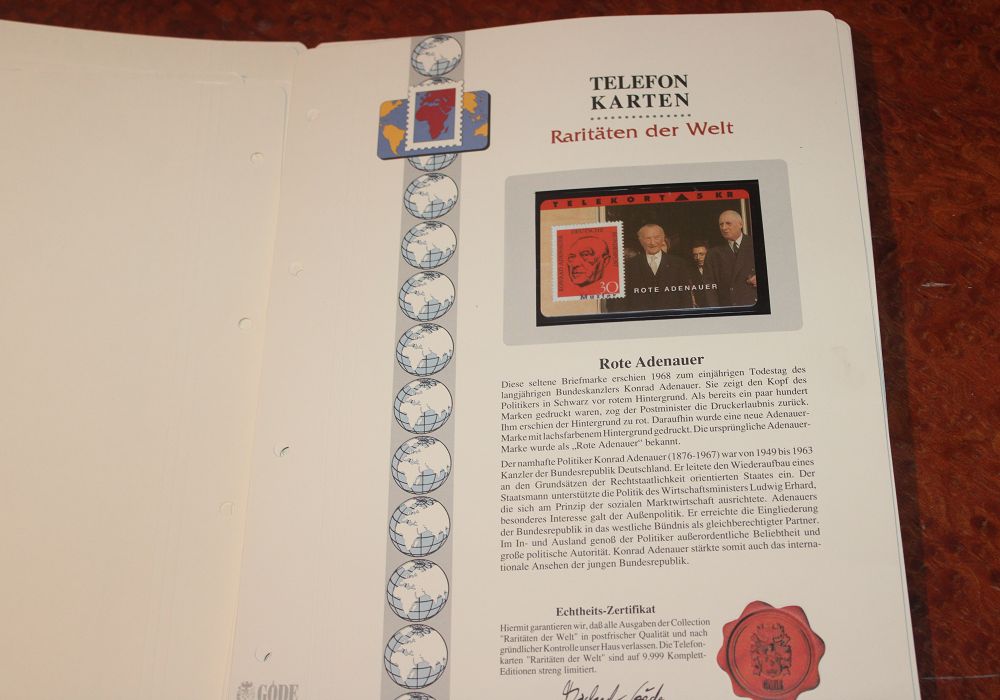 TELEFON
KARTEN
Raritäten der Welt
TELEKORT 5 KR
DEUTSCHE
KONRAD ADENAUER
30
Muster
ROTE ADENAUER
Rote Adenauer
Diese seltene Briefmarke erschien 1968 zum einjährigen Todestag des
langjährigen Bundeskanzlers Konrad Adenauer. Sie zeigt den Kopf des
Politikers in Schwarz vor rotem Hintergrund. Als bereits ein paar hundert
Marken gedruckt waren, zog der Postminister die Druckerlaubnis zurück.
Ihm erschien der Hintergrund zu rot. Daraufhin wurde eine neue Adenauer-
Marke mit lachsfarbenem Hintergrund gedruckt. Die ursprüngliche Adenauer-
Marke wurde als „Rote Adenauer" bekannt.
Der namhafte Politiker Konrad Adenauer (1876-1967) war von 1949 bis 1963
Kanzler der Bundesrepublik Deutschland. Er leitete den Wiederaufbau eines
an den Grundsätzen der Rechtstaatlichkeit orientierten Staates ein. Der
Staatsmann unterstützte die Politik des Wirtschaftsministers Ludwig Erhard,
die sich am Prinzip der sozialen Marktwirtschaft ausrichtete. Adenauers
besonderes Interesse galt der Außenpolitik. Er erreichte die Eingliederung
der Bundesrepublik in das westliche Bündnis als gleichberechtigter Partner.
Im In- und Ausland genoß der Politiker außerordentliche Beliebtheit und
große politische Autorität. Konrad Adenauer stärkte somit auch das interna-
tionale Ansehen der jungen Bundesrepublik.
Echtheits-Zertifikat
Hiermit garantieren wir, daß alle Ausgaben der Collection
"Raritäten der Welt" in postfrischer Qualität und nach
gründlicher Kontrolle unser Haus verlassen. Die Telefon-
karten "Raritäten der Welt" sind auf 9.999 Komplett-
Editionen streng limitiert.
GÖDE